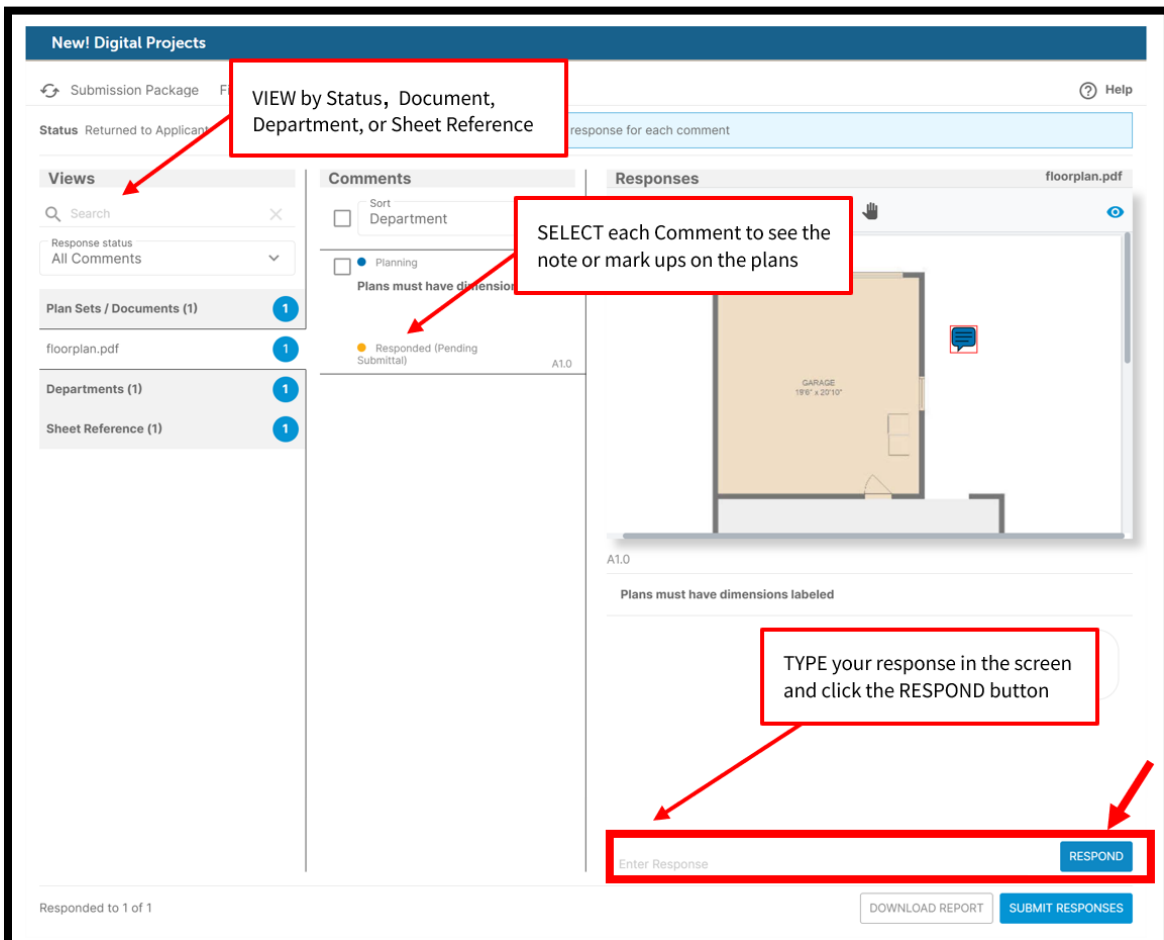 New! Digital Projects
Submission Package
Help
VIEW by Status, Document,
Department, or Sheet Reference
Status Returned to Applicant
response for each comment
Views
Search
Response status
All Comments
Plan Sets / Documents (1) 1
floorplan.pdf 1
Departments (1) 1
Sheet Reference (1) 1
Comments
Sort
Department
Planning
Plans must have
SELECT each Comment to see the
note or mark ups on the plans
Responded (Pending
Submittal)
A1.0
Responses
floorplan.pdf
GARAGE
19'6" x 20'10"
A1.0
Plans must have dimensions labeled
TYPE your response in the screen
and click the RESPOND button
Enter Response
RESPOND
Responded to 1 of 1
DOWNLOAD REPORT
SUBMIT RESPONSES